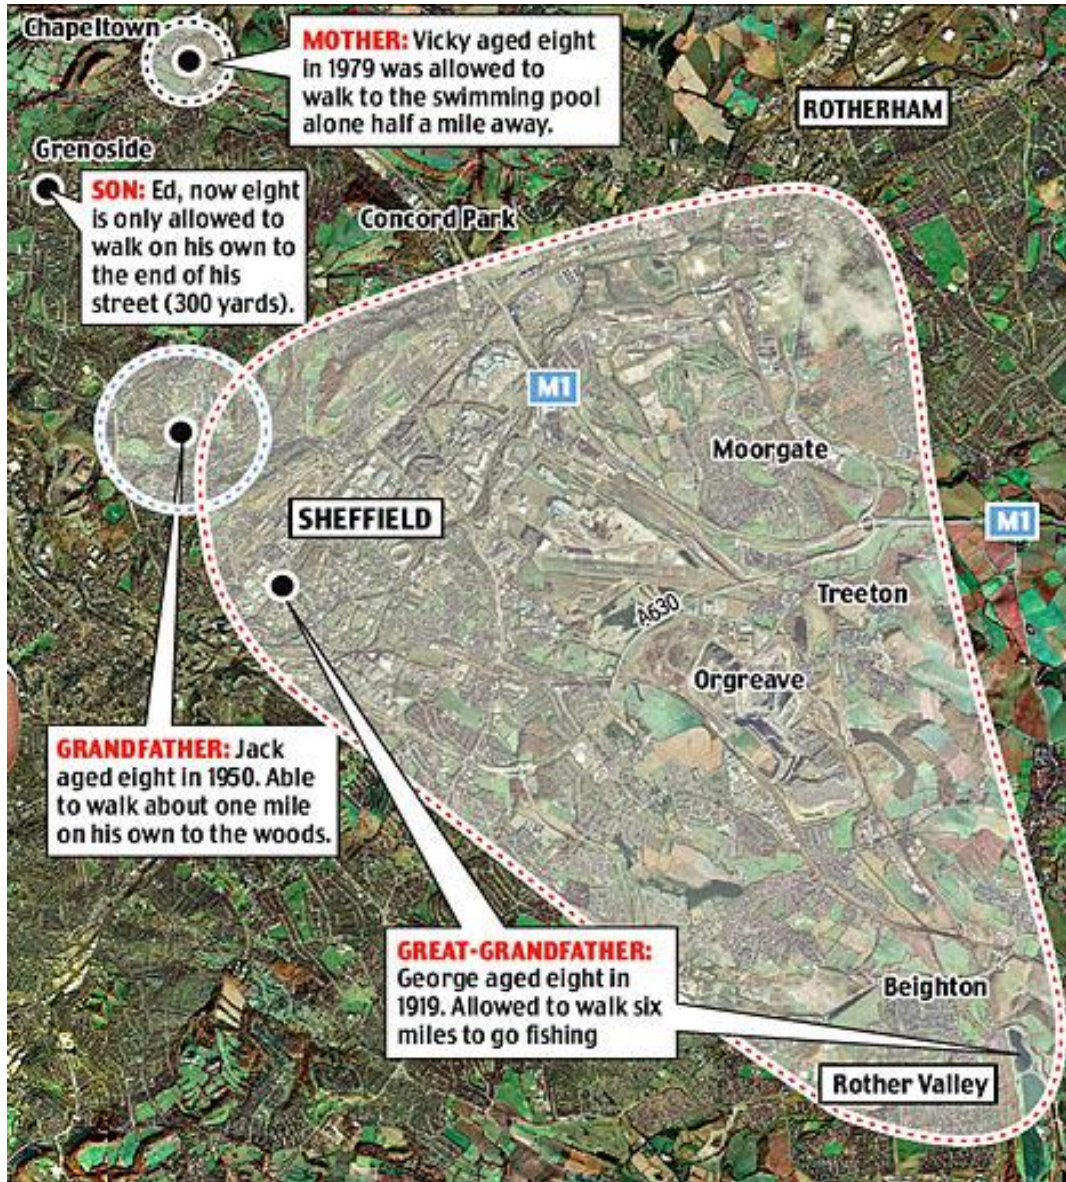 Chapeltown
MOTHER: Vicky aged eight
in 1979 was allowed to
walk to the swimming pool
alone half a mile away.
ROTHERHAM
Grenoside
SON: Ed, now eight
is only allowed to
walk on his own to
the end of his
street (300 yards).
Concord Park
M1
Moorgate
SHEFFIELD
M1
Treeton
A630
Orgreave
GRANDFATHER: Jack
aged eight in 1950. Able
to walk about one mile
on his own to the woods.
GREAT-GRANDFATHER:
George aged eight in
1919. Allowed to walk six
miles to go fishing
Beighton
Rother Valley